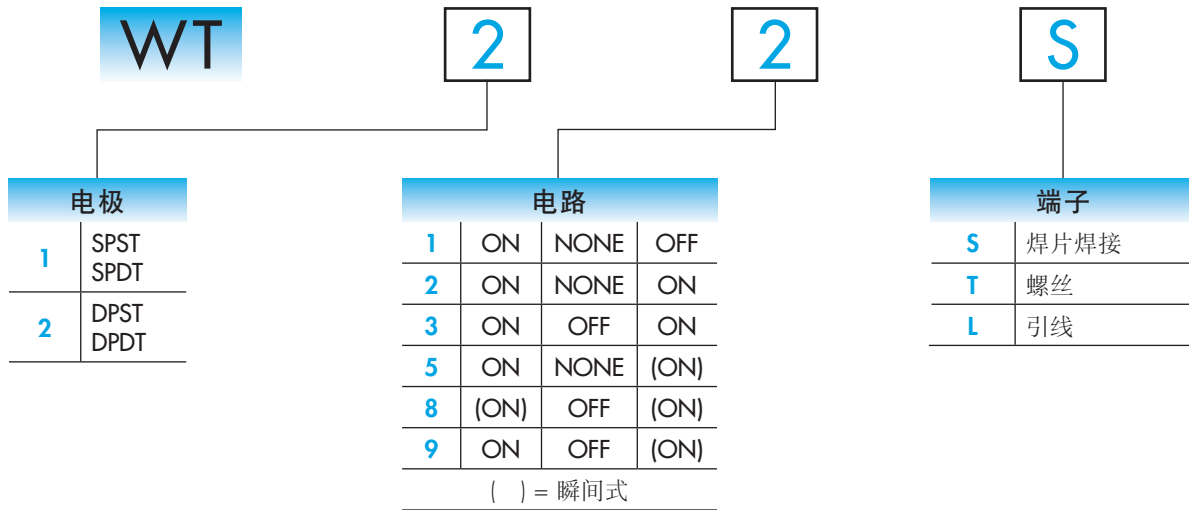 WT 2 2 S
电极
1 SPST
SPDT
2 DPST
DPDT
电路
1 ON NONE OFF
2 ON NONE ON
3 ON OFF ON
5 ON NONE (ON)
8 (ON) OFF (ON)
9 ON OFF (ON)
( ) = 瞬间式
端子
S 焊片焊接
T 螺丝
L 引线